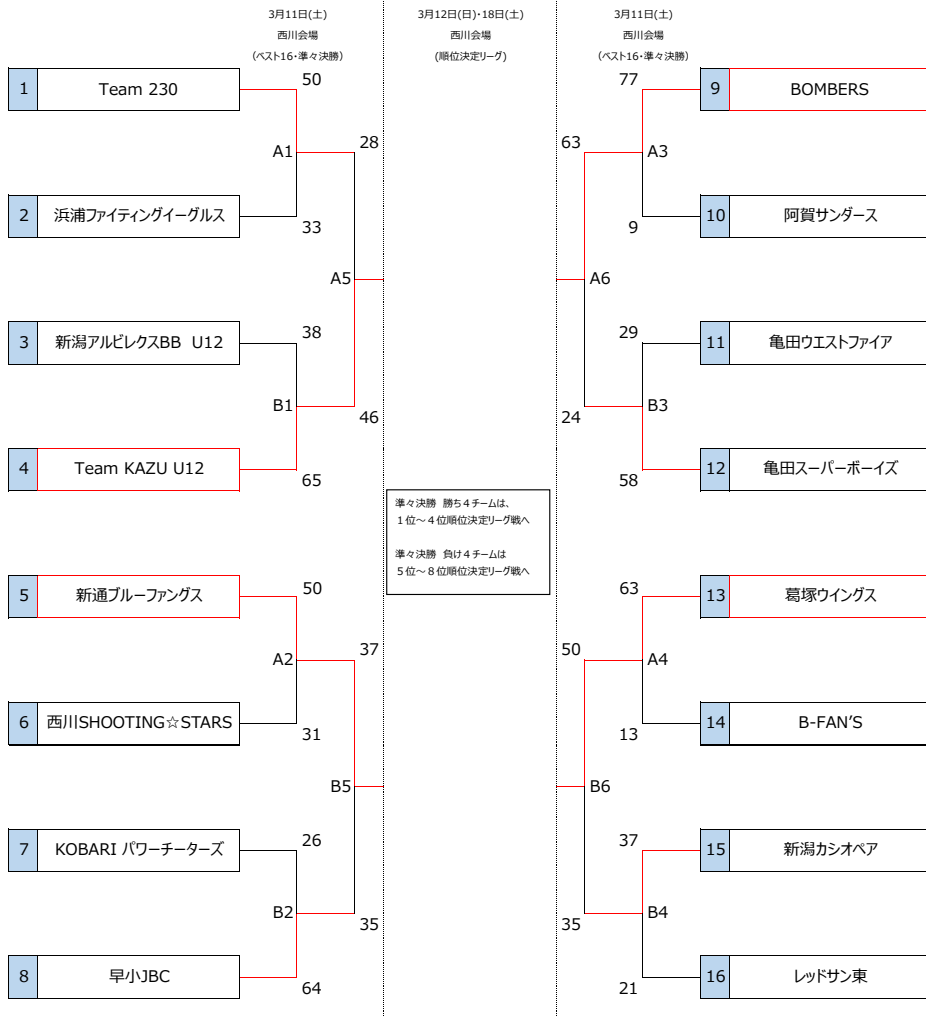 3月11日(土)
西川会場
(ベスト16・準々決勝)
3月12日(日)・18日(土)
西川会場
(順位決定リーグ)
3月11日(土)
西川会場
(ベスト16・準々決勝)
1 Team 230
50
A1
28
2 浜浦ファイティングイーグルス
33
A5
3 新潟アルビレクスBB U12
38
B1
46
4 Team KAZU U12
65
5 新通ブルーファングス
50
A2
37
6 西川SHOOTING☆STARS
31
B5
7 KOBARI パワーチーターズ
26
B2
35
8 早小JBC
64
準々決勝 勝ち4チームは、
1位～4位順位決定リーグ戦へ
準々決勝 負け4チームは
5位～8位順位決定リーグ戦へ
77
9 BOMBERS
63
A3
9
10 阿賀サンダース
A6
29
11 亀田ウエストファイア
24
B3
58
12 亀田スーパーボーイズ
63
13 葛塚ウイングス
50
A4
13
14 B-FAN'S
B6
37
15 新潟カシオペア
35
B4
21
16 レッドサン東